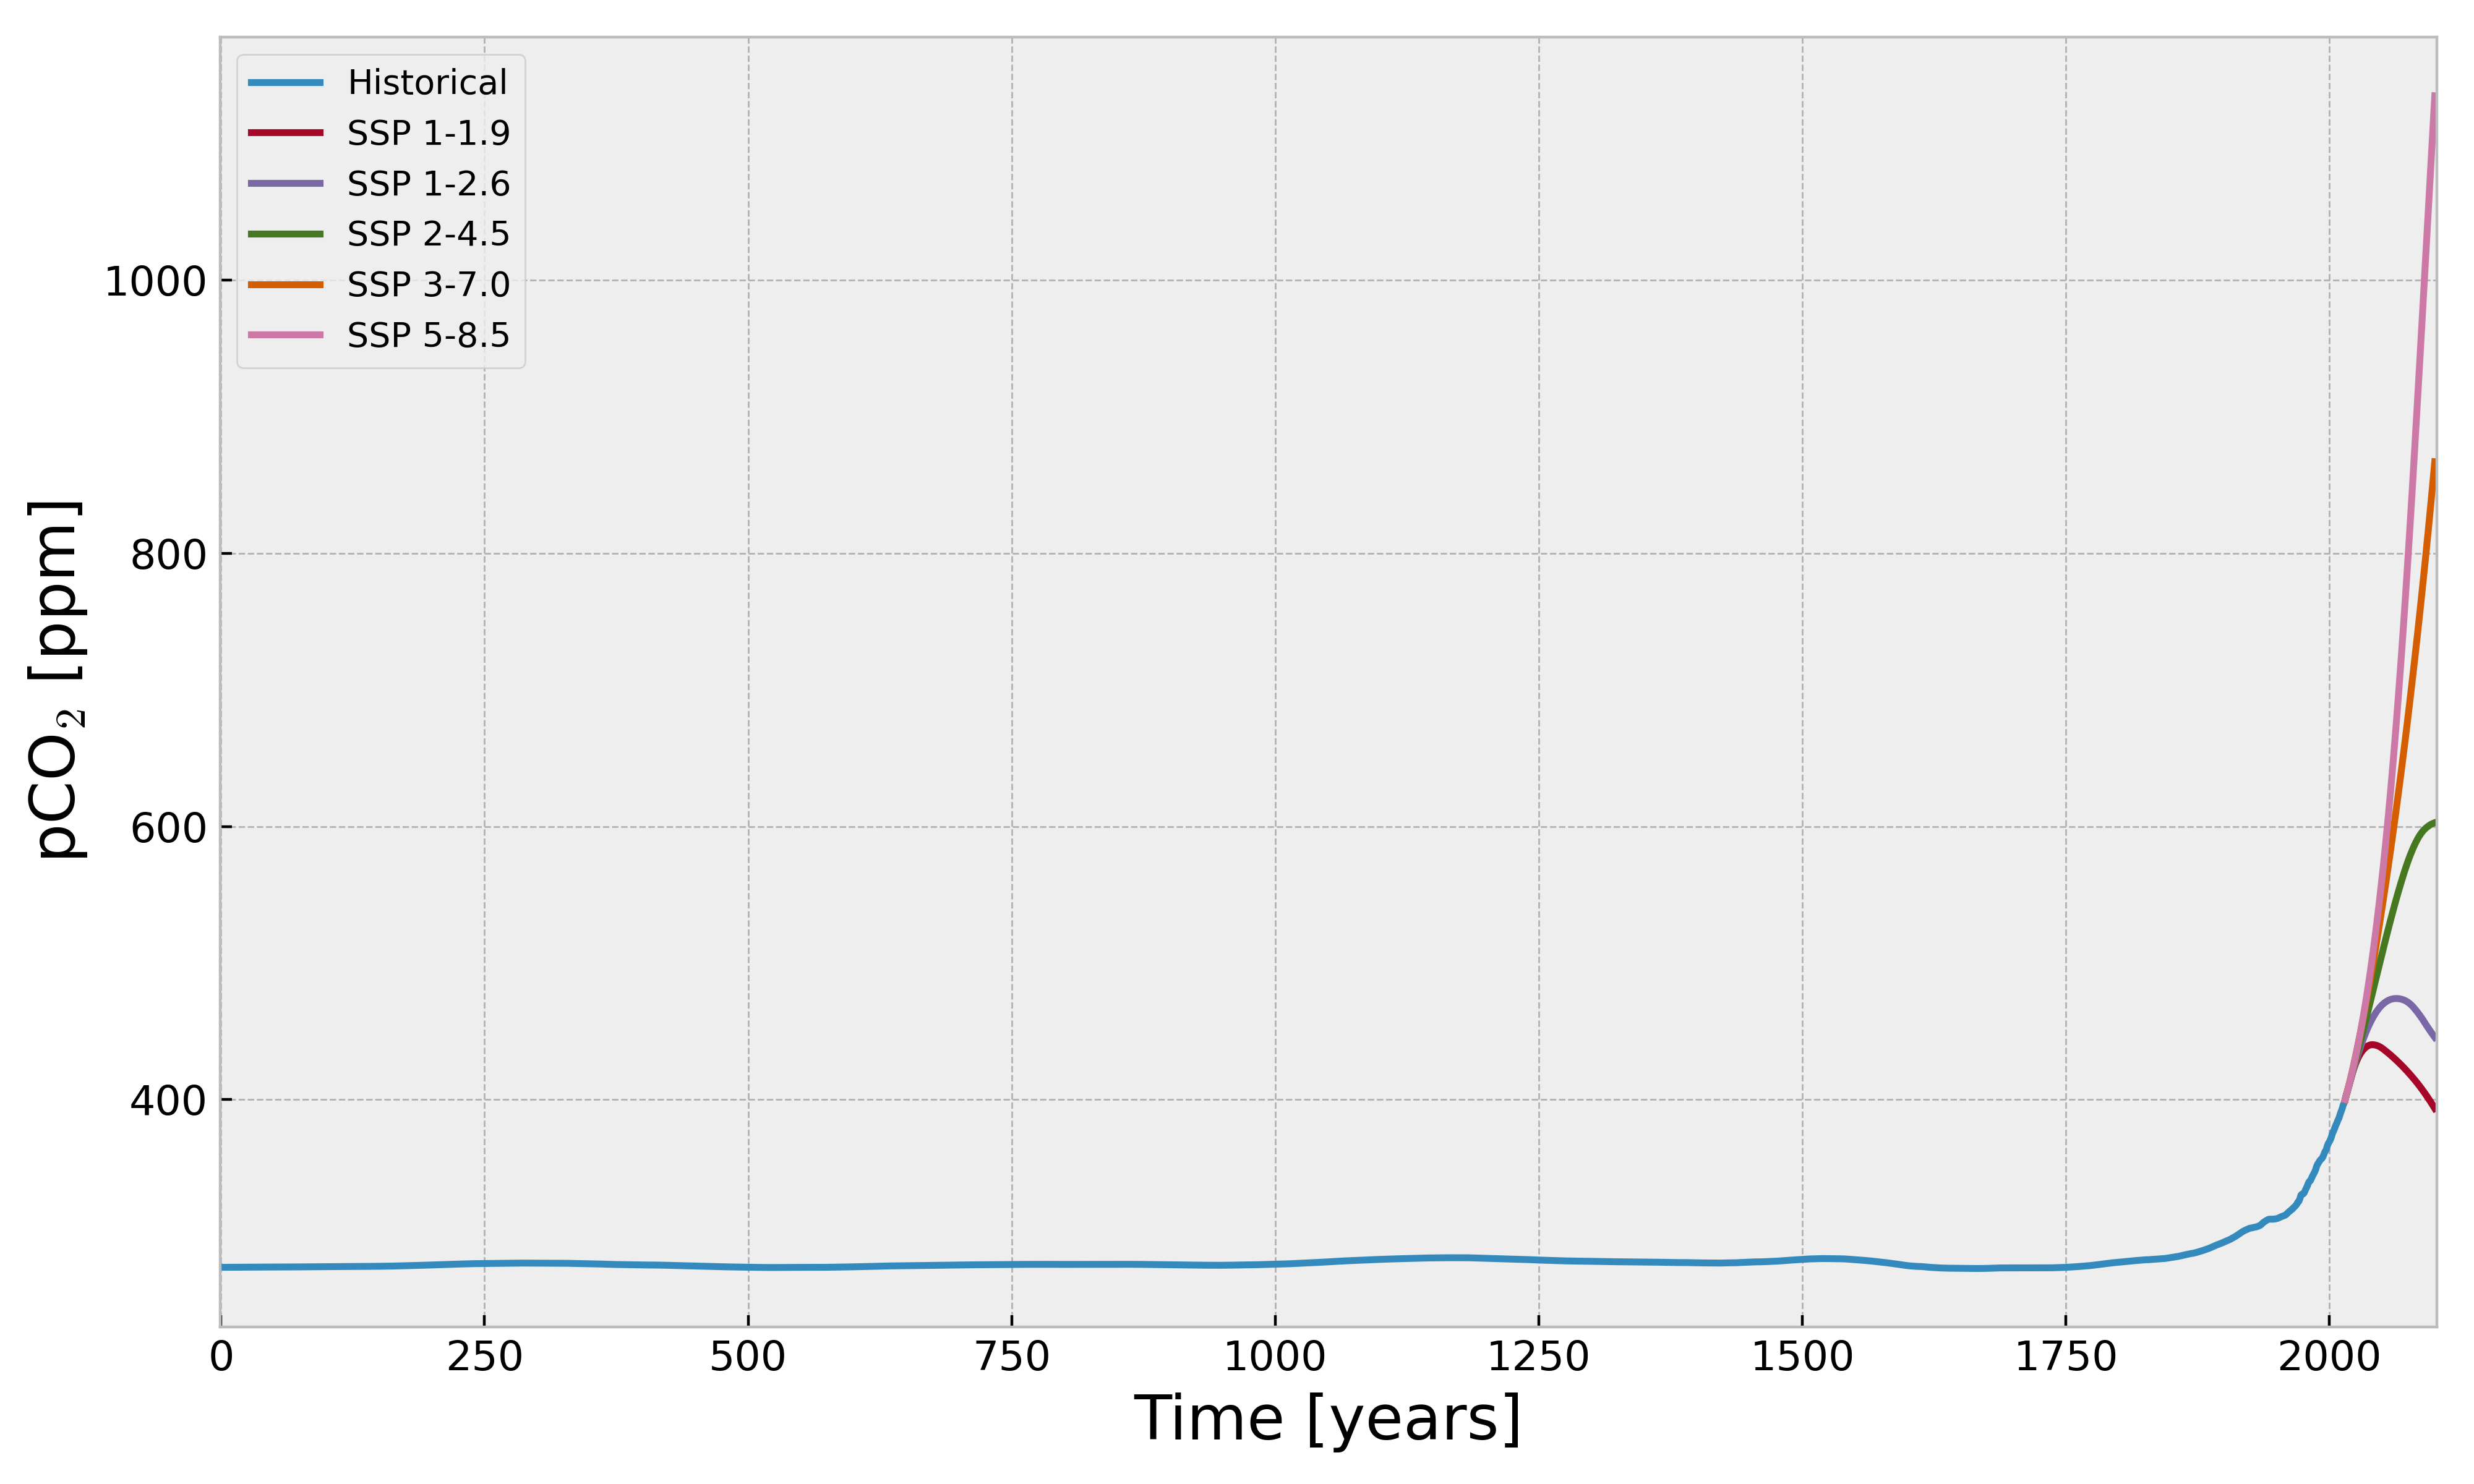 Historical
SSP 1-1.9
SSP 1-2.6
SSP 2-4.5
SSP 3-7.0
SSP 5-8.5
1000
800
600
400
pCO₂ [ppm]
0 250 500 750 1000 1250 1500 1750 2000
Time [years]